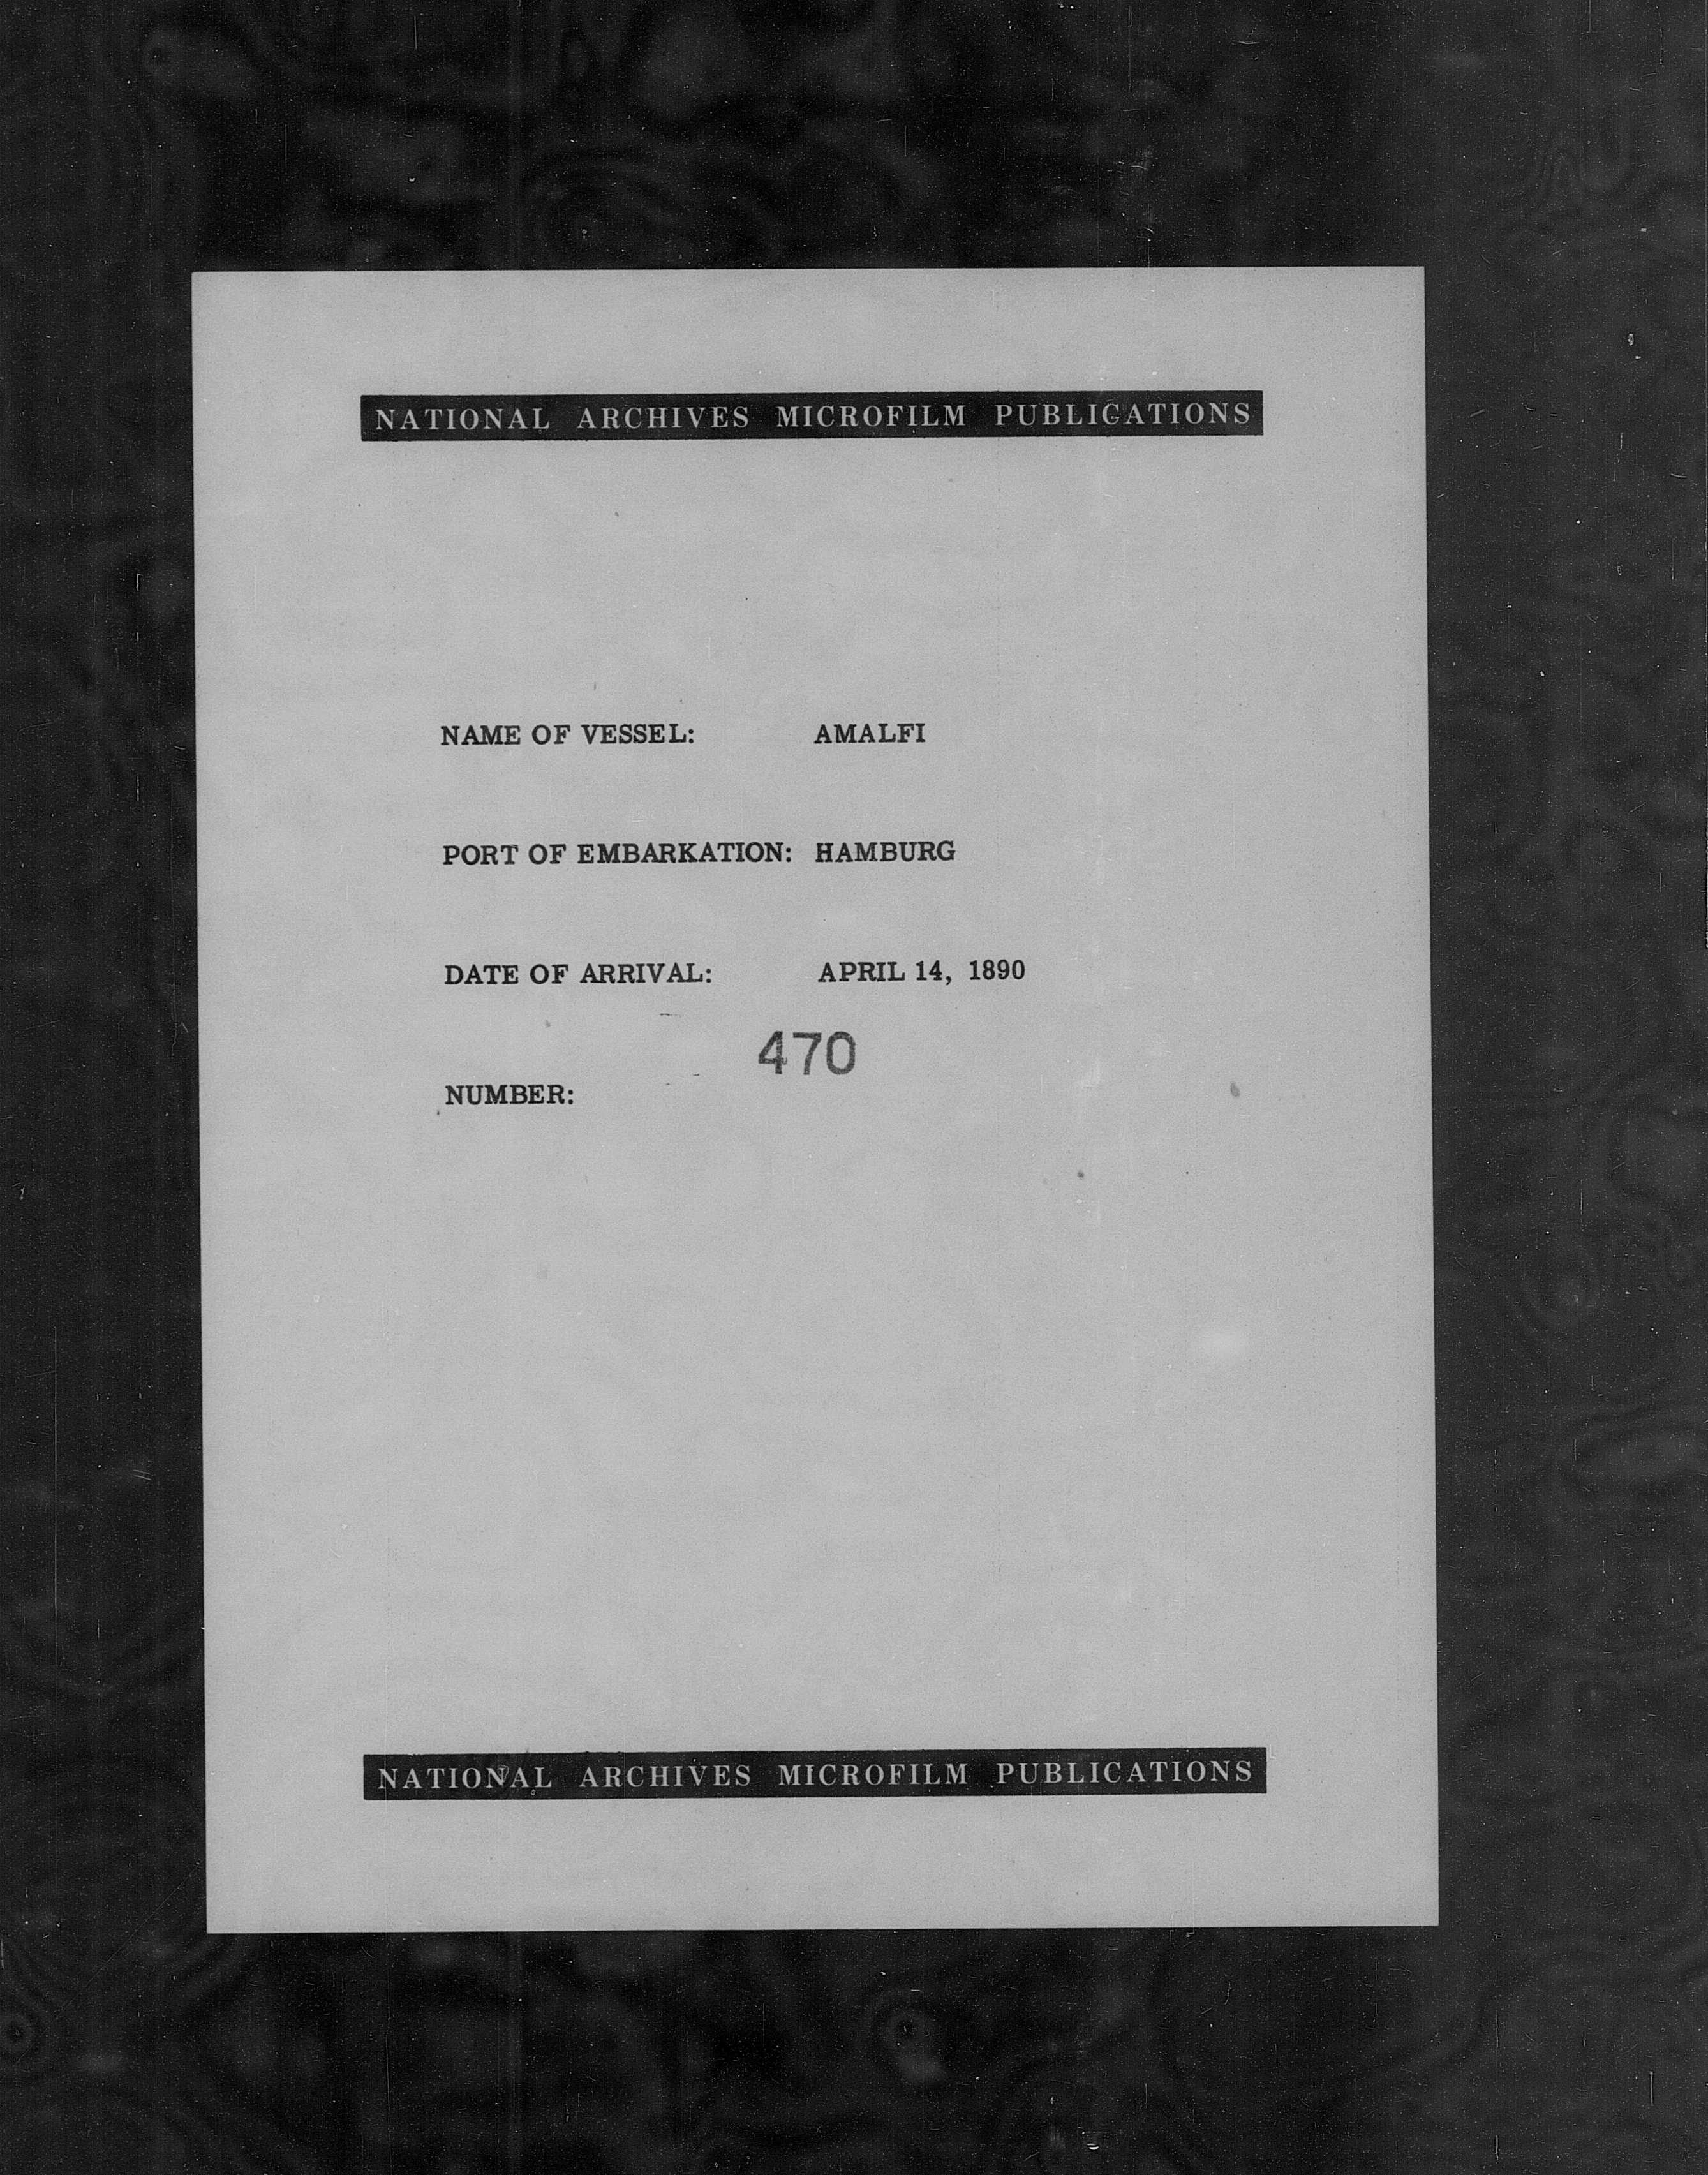 NATIONAL ARCHIVES MICROFILM PUBLICATIONS
NAME OF VESSEL: AMALFI
PORT OF EMBARKATION: HAMBURG
DATE OF ARRIVAL: APRIL 14, 1890
470
NUMBER:
NATIONAL ARCHIVES MICROFILM PUBLICATIONS